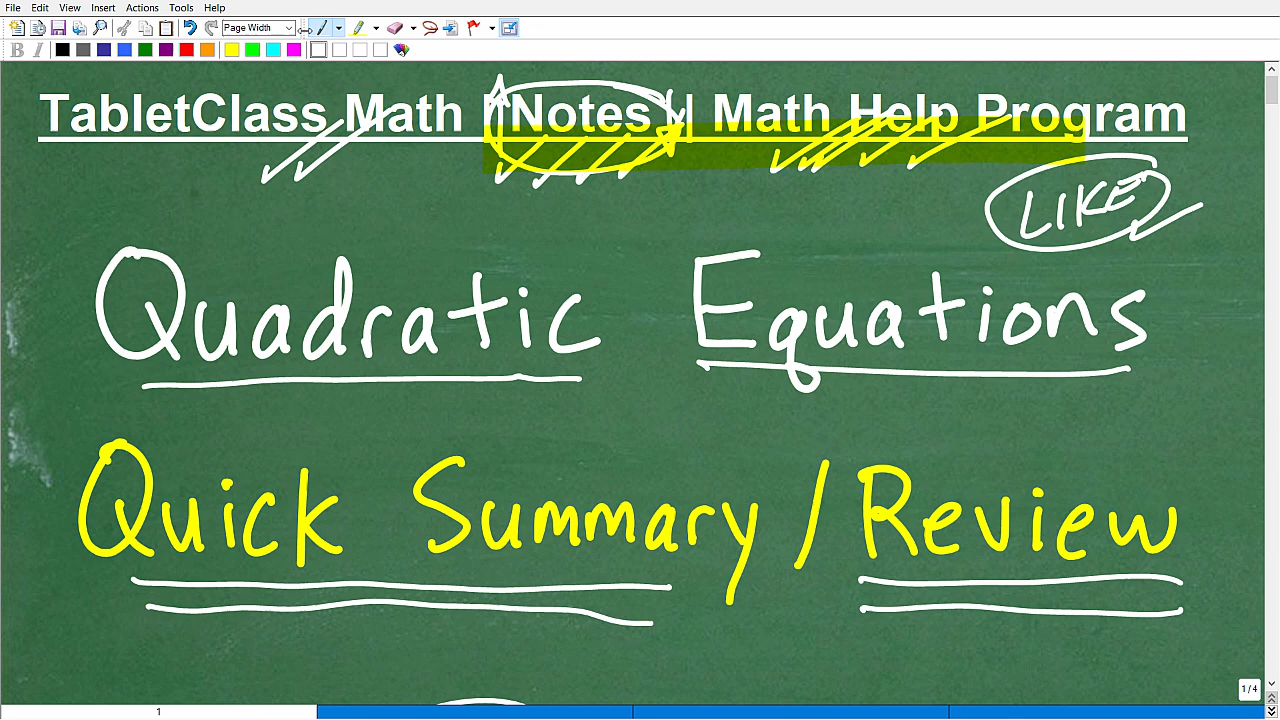 File Edit View Insert Actions Tools Help
Page Width
B I
TabletClass Math | Notes | Math Help Program
LIKE
Quadratic Equations
Quick Summary / Review
1/4
1